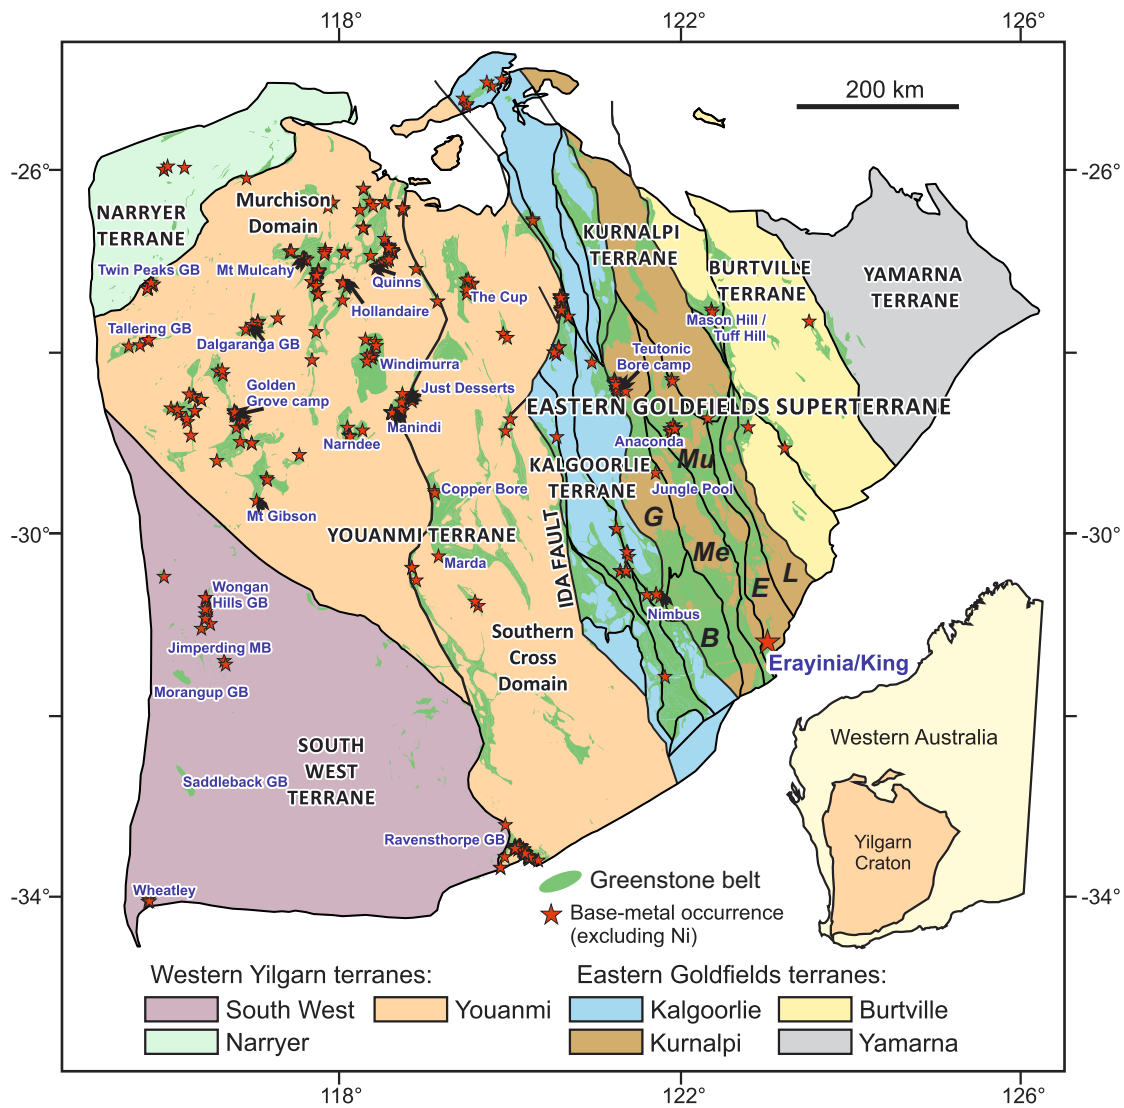 118°
122°
126°
200 km
-26°
-26°
NARRYER
TERRANE
Murchison
Domain
KURNALPI
TERRANE
BURTVILLE
TERRANE
YAMARNA
TERRANE
Twin Peaks GB
Mt Mulcahy
Quinns
The Cup
Hollandaire
Mason Hill /
Tuff Hill
Tallering GB
Dalgaranga GB
Windimurra
Teutonic
Bore camp
Golden
Grove camp
Just Desserts
EASTERN GOLDFIELDS SUPERTERRANE
Manindi
Narndee
Anaconda
Mu
KALGOORLIE
TERRANE
Copper Bore
Jungle Pool
Mt Gibson
G
-30°
-30°
YOUANMI TERRANE
IDA FAULT
Me
Marda
L
E
Wongan
Hills GB
Nimbus
B
Southern
Cross
Domain
Jimperding MB
Erayinia/King
Morangup GB
SOUTH
WEST
TERRANE
Saddleback GB
Western Australia
Yilgarn
Craton
Ravensthorpe GB
Wheatley
-34°
-34°
Greenstone belt
Base-metal occurrence
(excluding Ni)
Western Yilgarn terranes:
Eastern Goldfields terranes:
South West
Youanmi
Kalgoorlie
Burtville
Narryer
Kurnalpi
Yamarna
118°
122°
126°